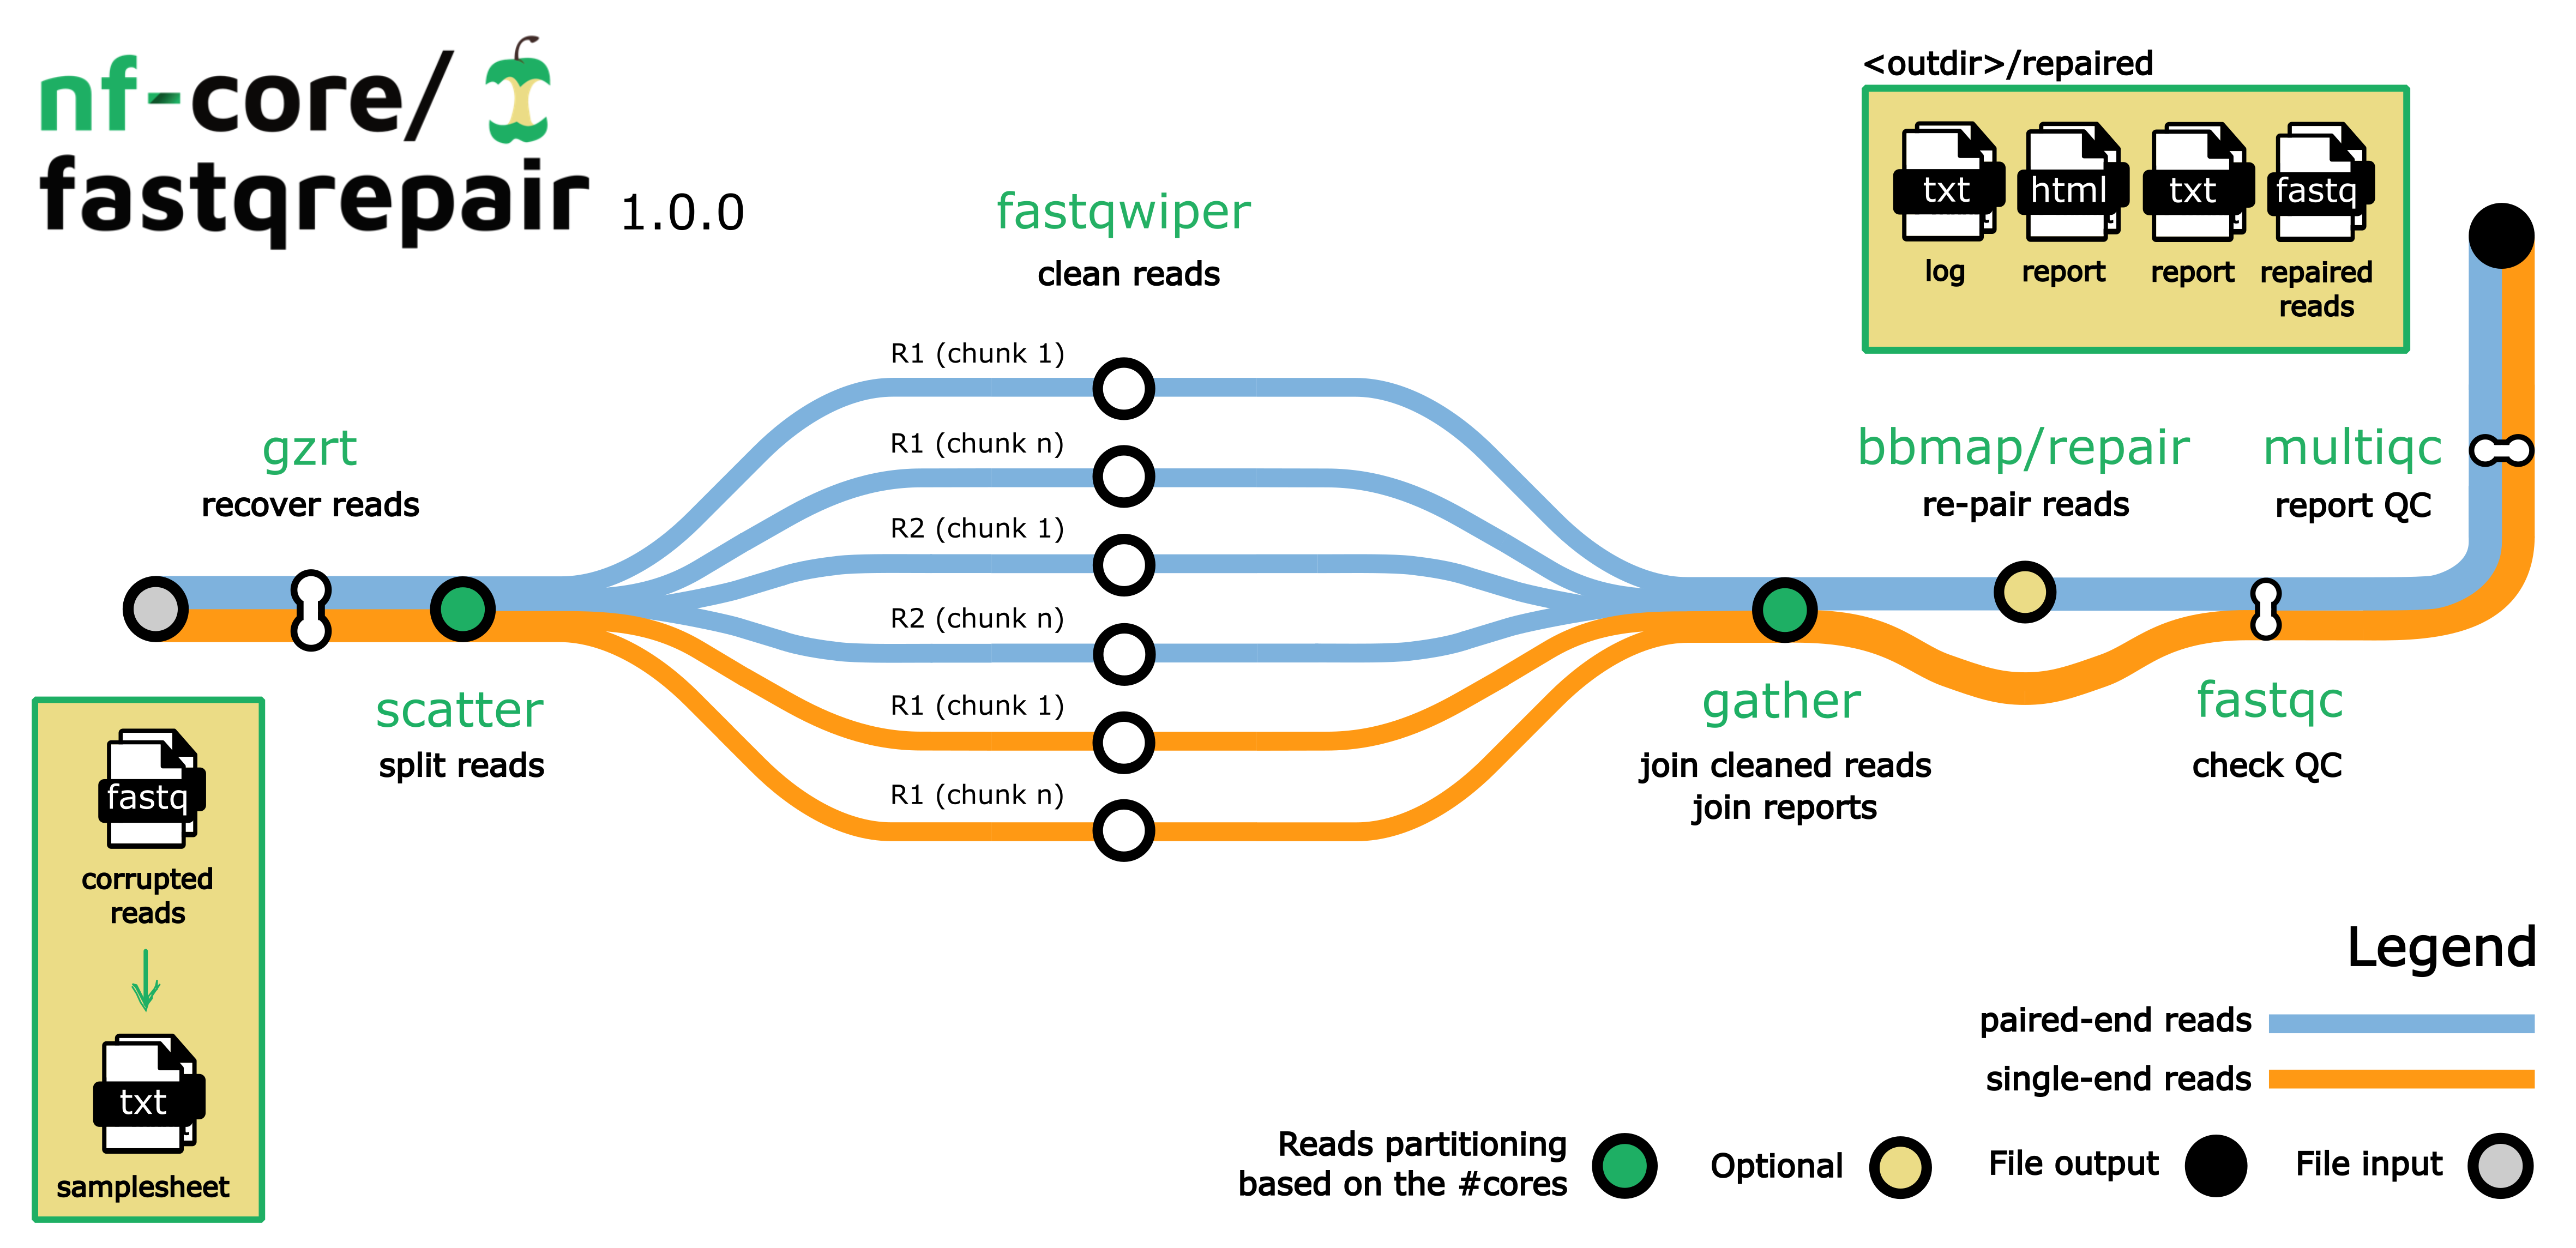 nf-core/
fastqrepair 1.0.0
<outdir>/repaired
txt
html
txt
fastq
log
report
report
repaired
reads
fastqwiper
clean reads
R1 (chunk 1)
R1 (chunk n)
R2 (chunk 1)
R2 (chunk n)
R1 (chunk 1)
R1 (chunk n)
gzrt
recover reads
scatter
split reads
bbmap/repair
re-pair reads
multiqc
report QC
gather
join cleaned reads
join reports
fastqc
check QC
fastq
corrupted
reads
txt
samplesheet
Legend
paired-end reads
single-end reads
Reads partitioning
based on the #cores
Optional
File output
File input